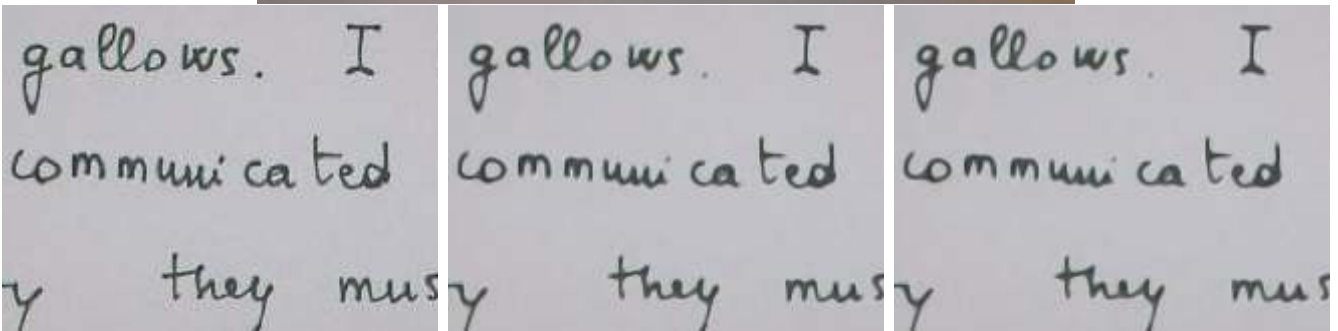 gallows. I gallows. I gallows. I
communicated communicated communicated
y they mus y they mus y they mus